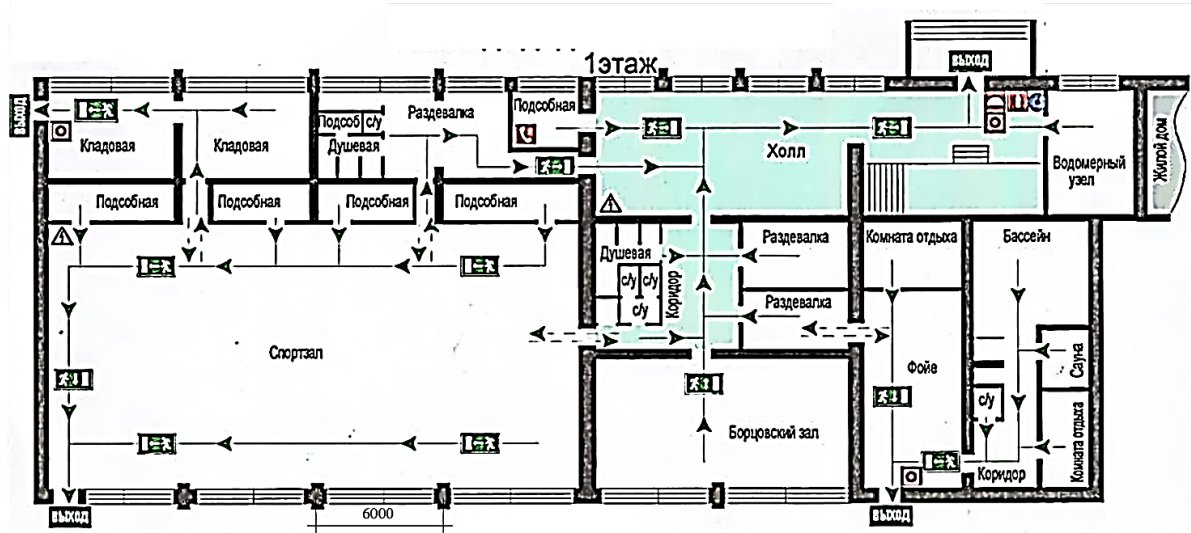 1этаж
ВЫХОД
ВЫХОД
Кладовая
Кладовая
Подсоб
с/у
Душевая
Раздевалка
Подсобная
Холл
Водомерный
узел
Жилой дом
Подсобная
Подсобная
Подсобная
Подсобная
Душевая
с/у
с/у
с/у
Коридор
Раздевалка
Раздевалка
Комната отдыха
Бассейн
Спортзал
Фойе
Сауна
с/у
Борцовский зал
Комната отдыха
Коридор
ВЫХОД
6000
ВЫХОД